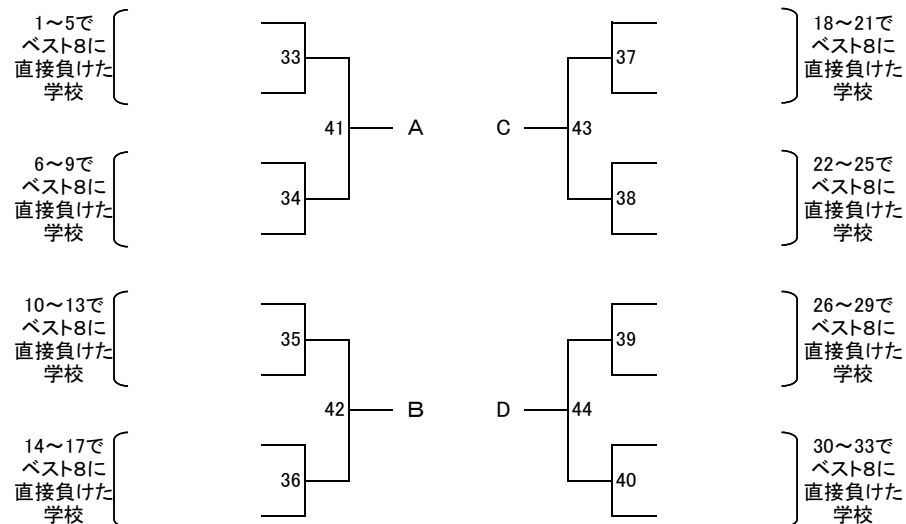 1～5で
ベスト8に
直接負けた
学校
33
37
18～21で
ベスト8に
直接負けた
学校
41
A
C
43
6～9で
ベスト8に
直接負けた
学校
34
38
22～25で
ベスト8に
直接負けた
学校
10～13で
ベスト8に
直接負けた
学校
35
39
26～29で
ベスト8に
直接負けた
学校
42
B
D
44
14～17で
ベスト8に
直接負けた
学校
36
40
30～33で
ベスト8に
直接負けた
学校